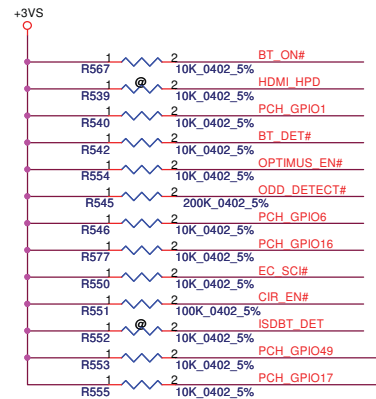 +3VS
1 2 BT_ON#
R567 10K_0402_5%
1 @ 2 HDMI_HPD
R539 10K_0402_5%
1 2 PCH_GPIO1
R540 10K_0402_5%
1 2 BT_DET#
R542 10K_0402_5%
1 2 OPTIMUS_EN#
R554 10K_0402_5%
1 2 ODD_DETECT#
R545 200K_0402_5%
1 2 PCH_GPIO6
R546 10K_0402_5%
1 2 PCH_GPIO16
R577 10K_0402_5%
1 2 EC_SCI#
R550 10K_0402_5%
1 2 CIR_EN#
R551 100K_0402_5%
1 @ 2 ISDBT_DET
R552 10K_0402_5%
1 2 PCH_GPIO49
R553 10K_0402_5%
1 2 PCH_GPIO17
R555 10K_0402_5%